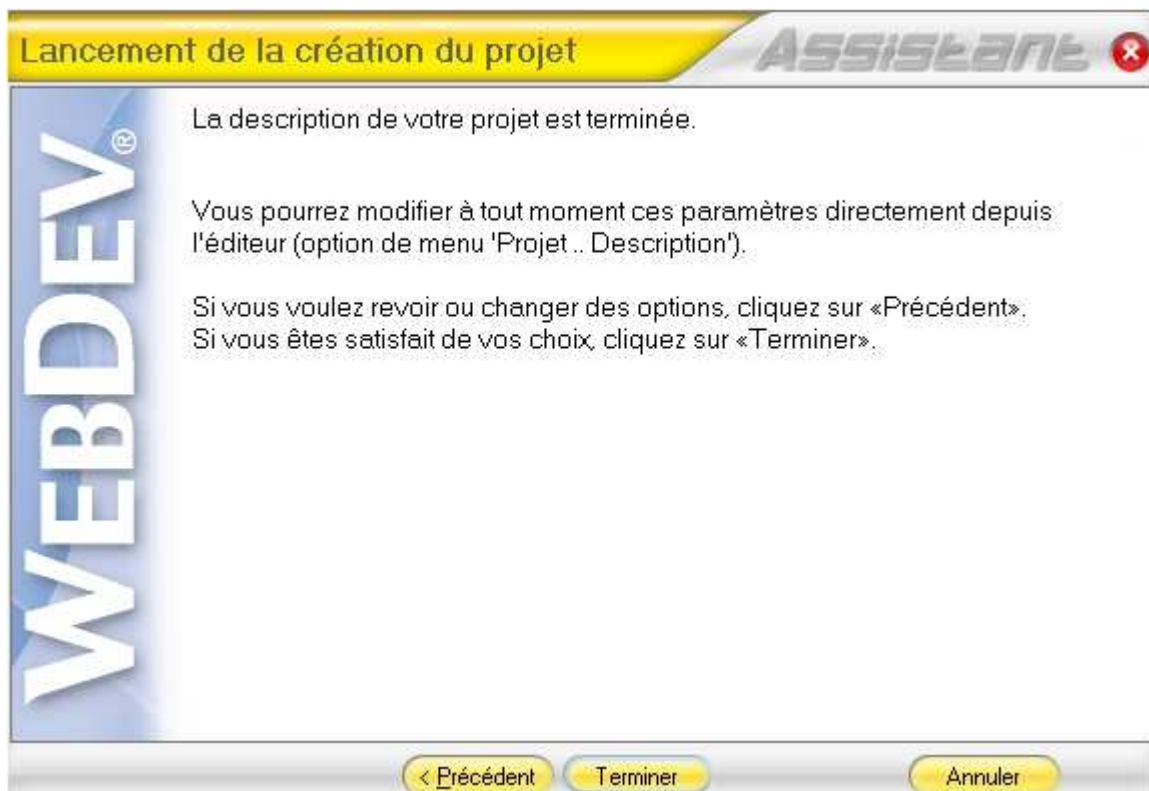 Lancement de la création du projet
Assistant
WEBDEV®
La description de votre projet est terminée.
Vous pourrez modifier à tout moment ces paramètres directement depuis
l'éditeur (option de menu 'Projet .. Description').
Si vous voulez revoir ou changer des options, cliquez sur «Précédent».
Si vous êtes satisfait de vos choix, cliquez sur «Terminer».
< Précédent
Terminer
Annuler